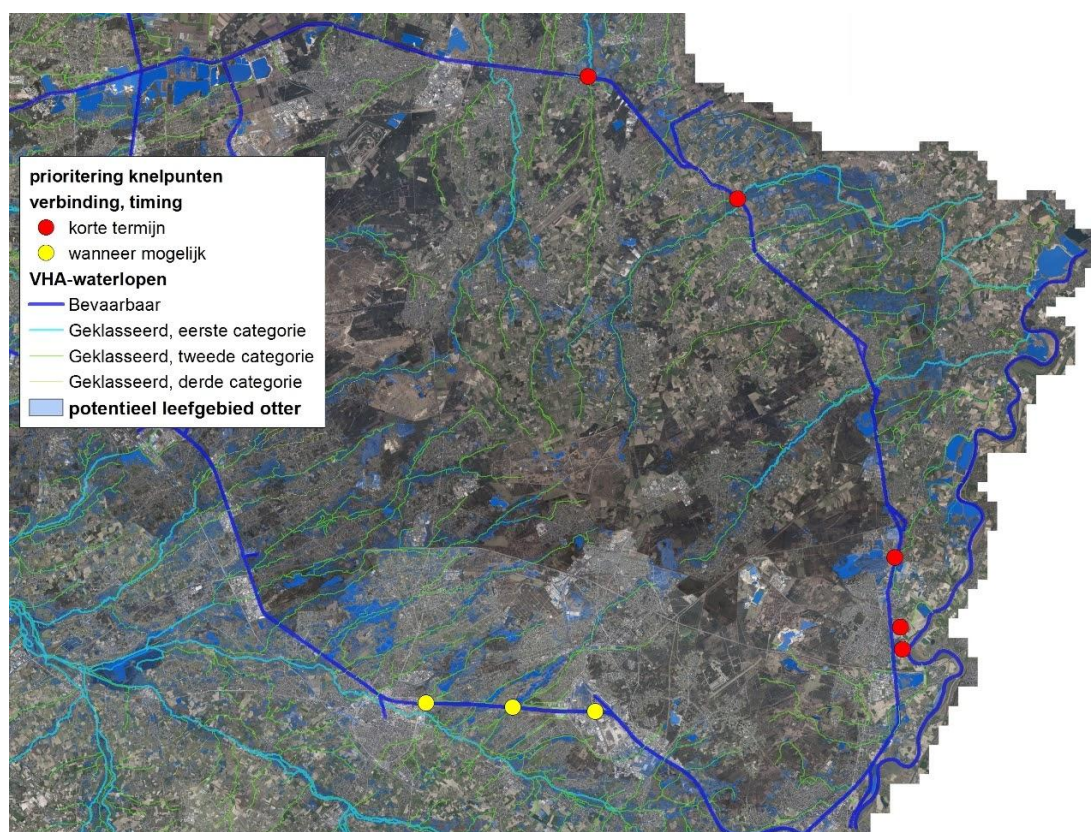 prioritering knelpunten
verbinding, timing
korte termijn
wanneer mogelijk
VHA-waterlopen
Bevaarbaar
Geklasseerd, eerste categorie
Geklasseerd, tweede categorie
Geklasseerd, derde categorie
potentieel leefgebied otter